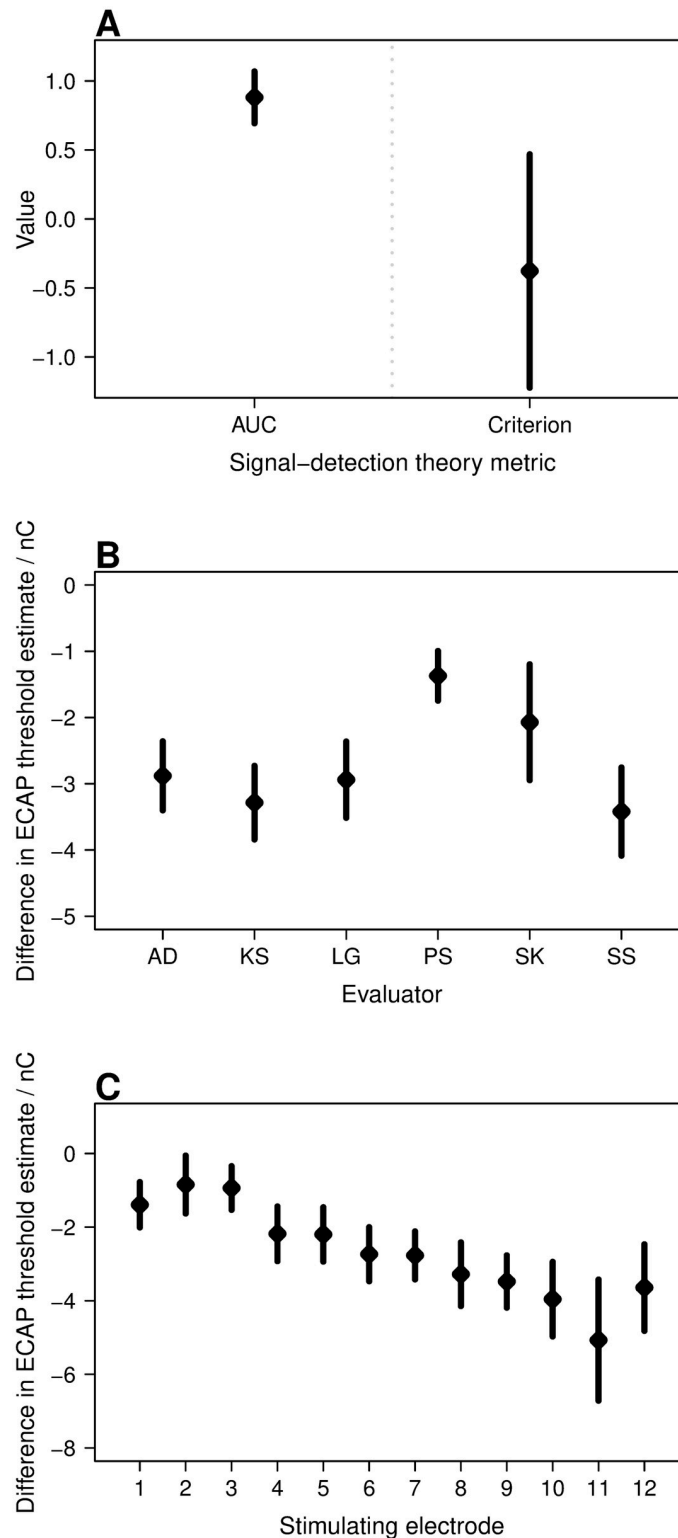 A
Value
1.0
0.5
0.0
−0.5
−1.0
AUC Criterion
Signal−detection theory metric
B
Difference in ECAP threshold estimate / nC
0
−1
−2
−3
−4
−5
AD KS LG PS SK SS
Evaluator
C
Difference in ECAP threshold estimate / nC
0
−2
−4
−6
−8
1 2 3 4 5 6 7 8 9 10 11 12
Stimulating electrode